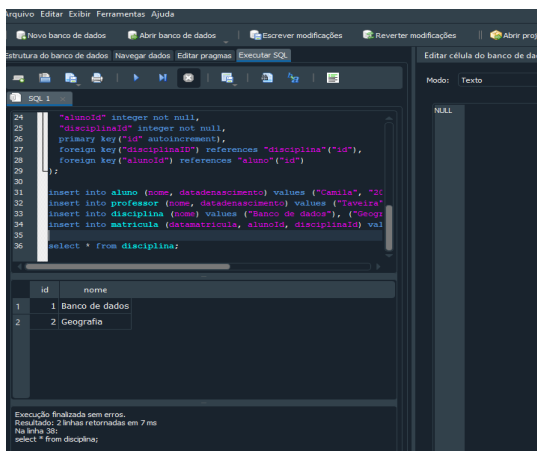 Arquivo Editar Exibir Ferramentas Ajuda
Novo banco de dados Abrir banco de dados Escrever modificações Reverter modificações Abrir proj
Estrutura do banco de dados Navegar dados Editar pragmas Executar SQL
Editar célula do banco de da
Modo: Texto
SQL 1
NULL
24 "alunoId" integer not null,
25 "disciplinaId" integer not null,
26 primary key("id" autoincrement),
27 foreign key("disciplinaID") references "disciplina"("id"),
28 foreign key("alunoId") references "aluno"("id")
29 );
30
31 insert into aluno (nome, datadenascimento) values ("Camila", "20
32 insert into professor (nome, datadenascimento) values ("Taveira"
33 insert into disciplina (nome) values ("Banco de dados"), ("Geogr
34 insert into matricula (datamatricula, alunoId, disciplinaId) val
35
36 select * from disciplina;
id nome
1 1 Banco de dados
2 2 Geografia
Execução finalizada sem erros.
Resultado: 2 linhas retornadas em 7 ms
Na linha 38:
select * from disciplina;